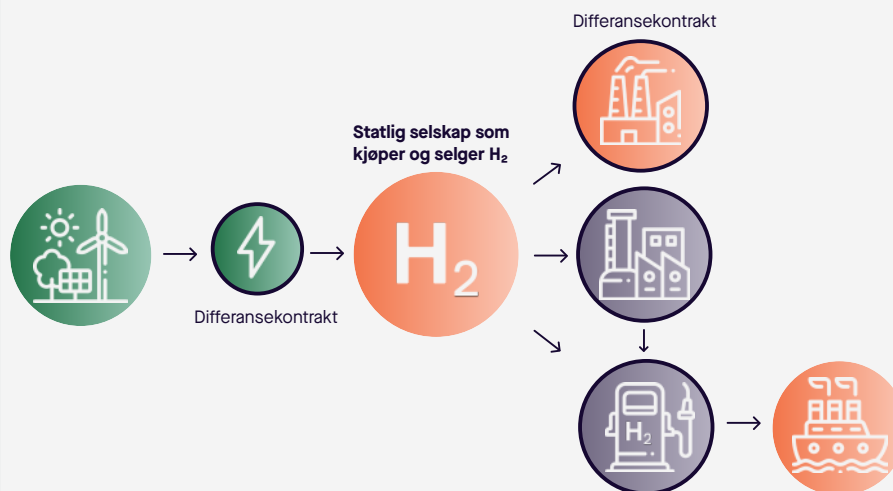 Differansekontrakt
Statlig selskap som
kjøper og selger H₂
H₂
Differansekontrakt
H₂